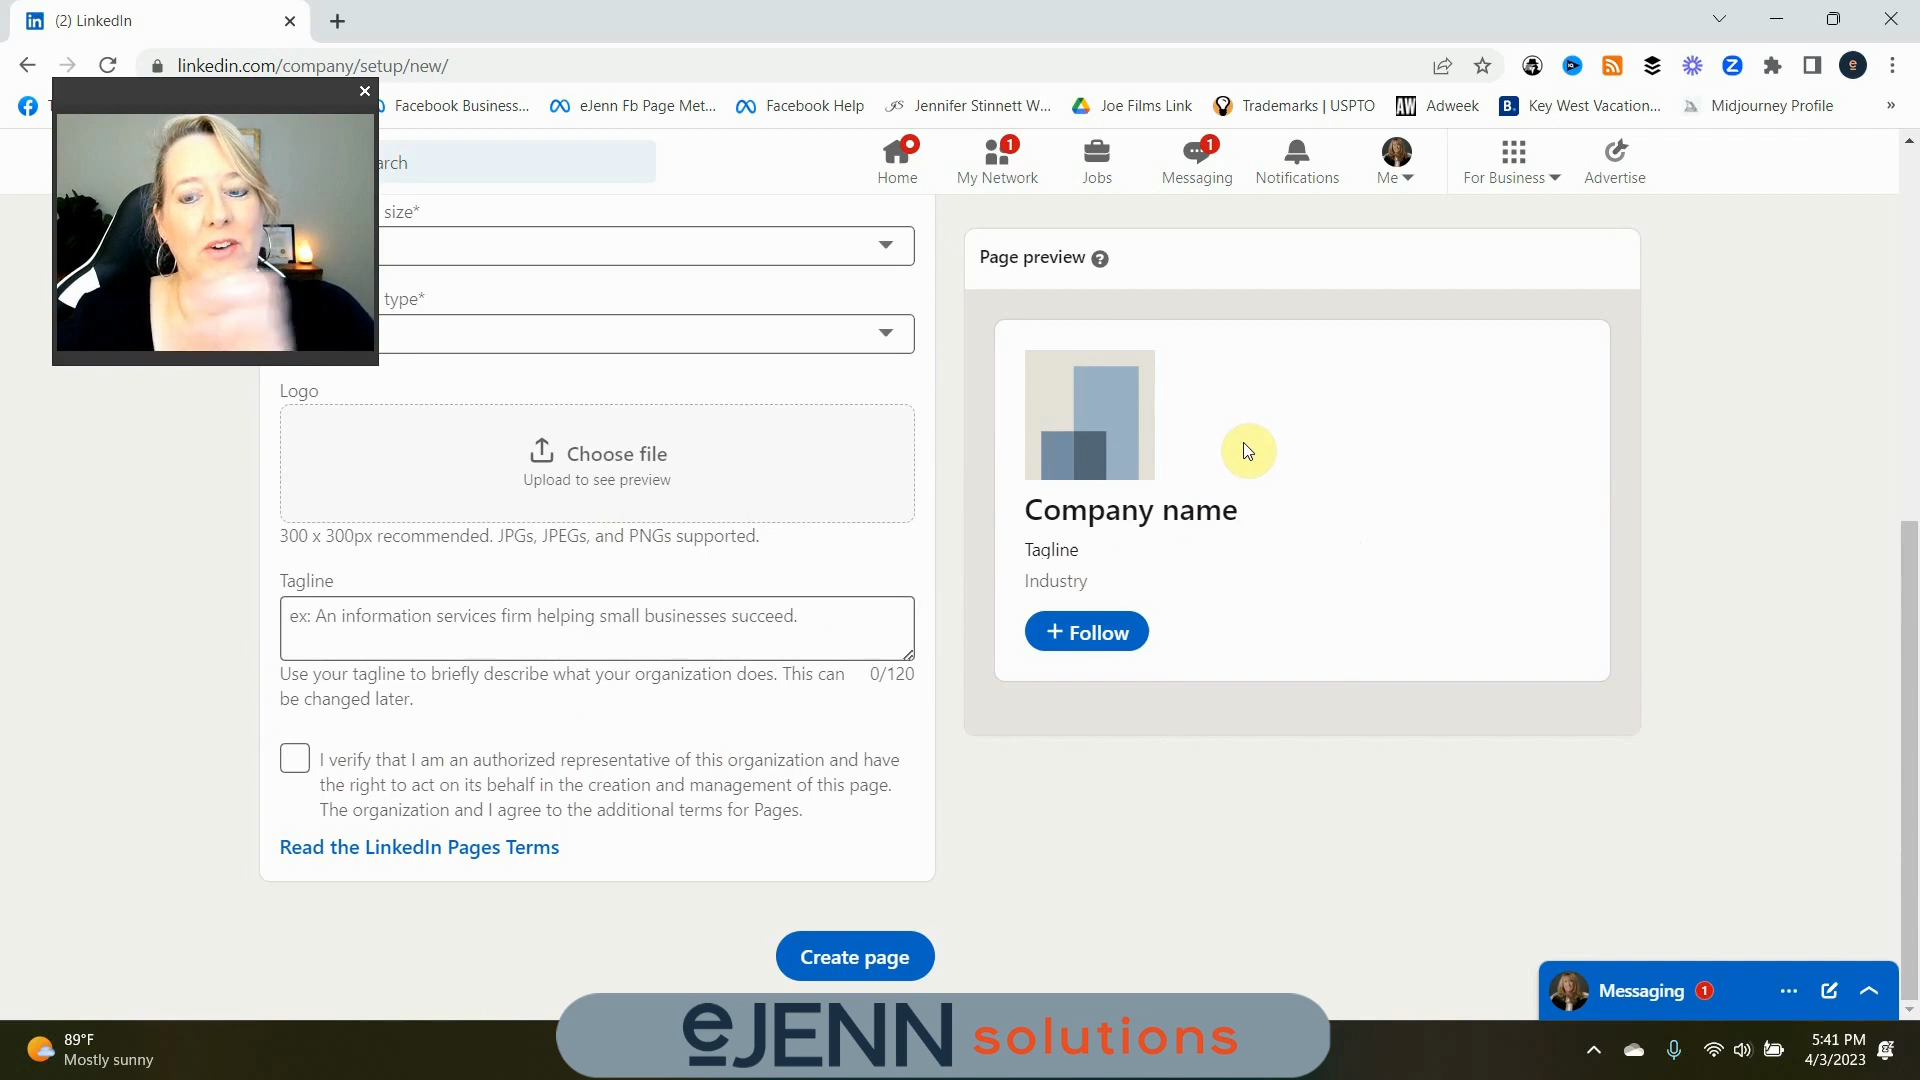 (2) LinkedIn
linkedin.com/company/setup/new/
Facebook Business...
eJenn Fb Page Met...
Facebook Help
Jennifer Stinnett W...
Joe Films Link
Trademarks | USPTO
Adweek
Key West Vacation...
Midjourney Profile
»
arch
Home
1
My Network
Jobs
1
Messaging
Notifications
Me
For Business
Advertise
size*
type*
Logo
Choose file
Upload to see preview
300 x 300px recommended. JPGs, JPEGs, and PNGs supported.
Tagline
ex: An information services firm helping small businesses succeed.
Use your tagline to briefly describe what your organization does. This can 0/120
be changed later.
I verify that I am an authorized representative of this organization and have
the right to act on its behalf in the creation and management of this page.
The organization and I agree to the additional terms for Pages.
Read the LinkedIn Pages Terms
Create page
Page preview
Company name
Tagline
Industry
+ Follow
Messaging 1
eJENN solutions
89°F
Mostly sunny
5:41 PM
4/3/2023